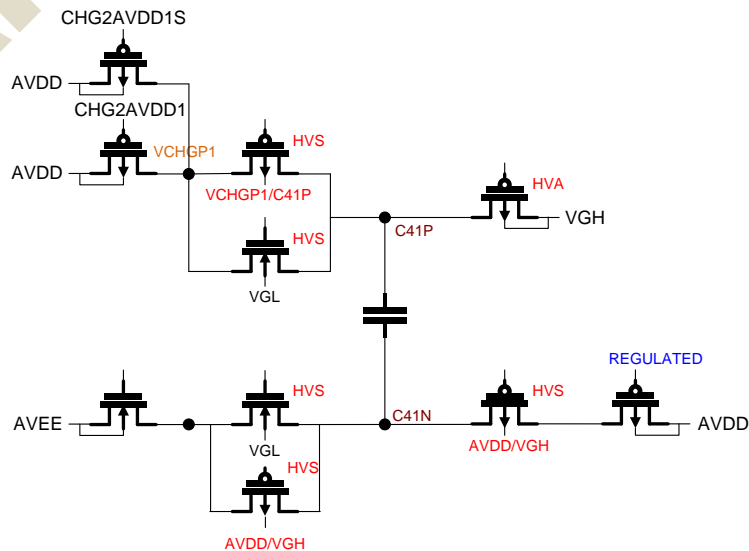 CHG2AVDD1S
AVDD
CHG2AVDD1
VCHGP1
HVS
AVDD
VCHGP1/C41P
HVA
HVS
C41P
VGH
VGL
REGULATED
HVS
HVS
AVEE
C41N
AVDD
VGL
AVDD/VGH
HVS
AVDD/VGH